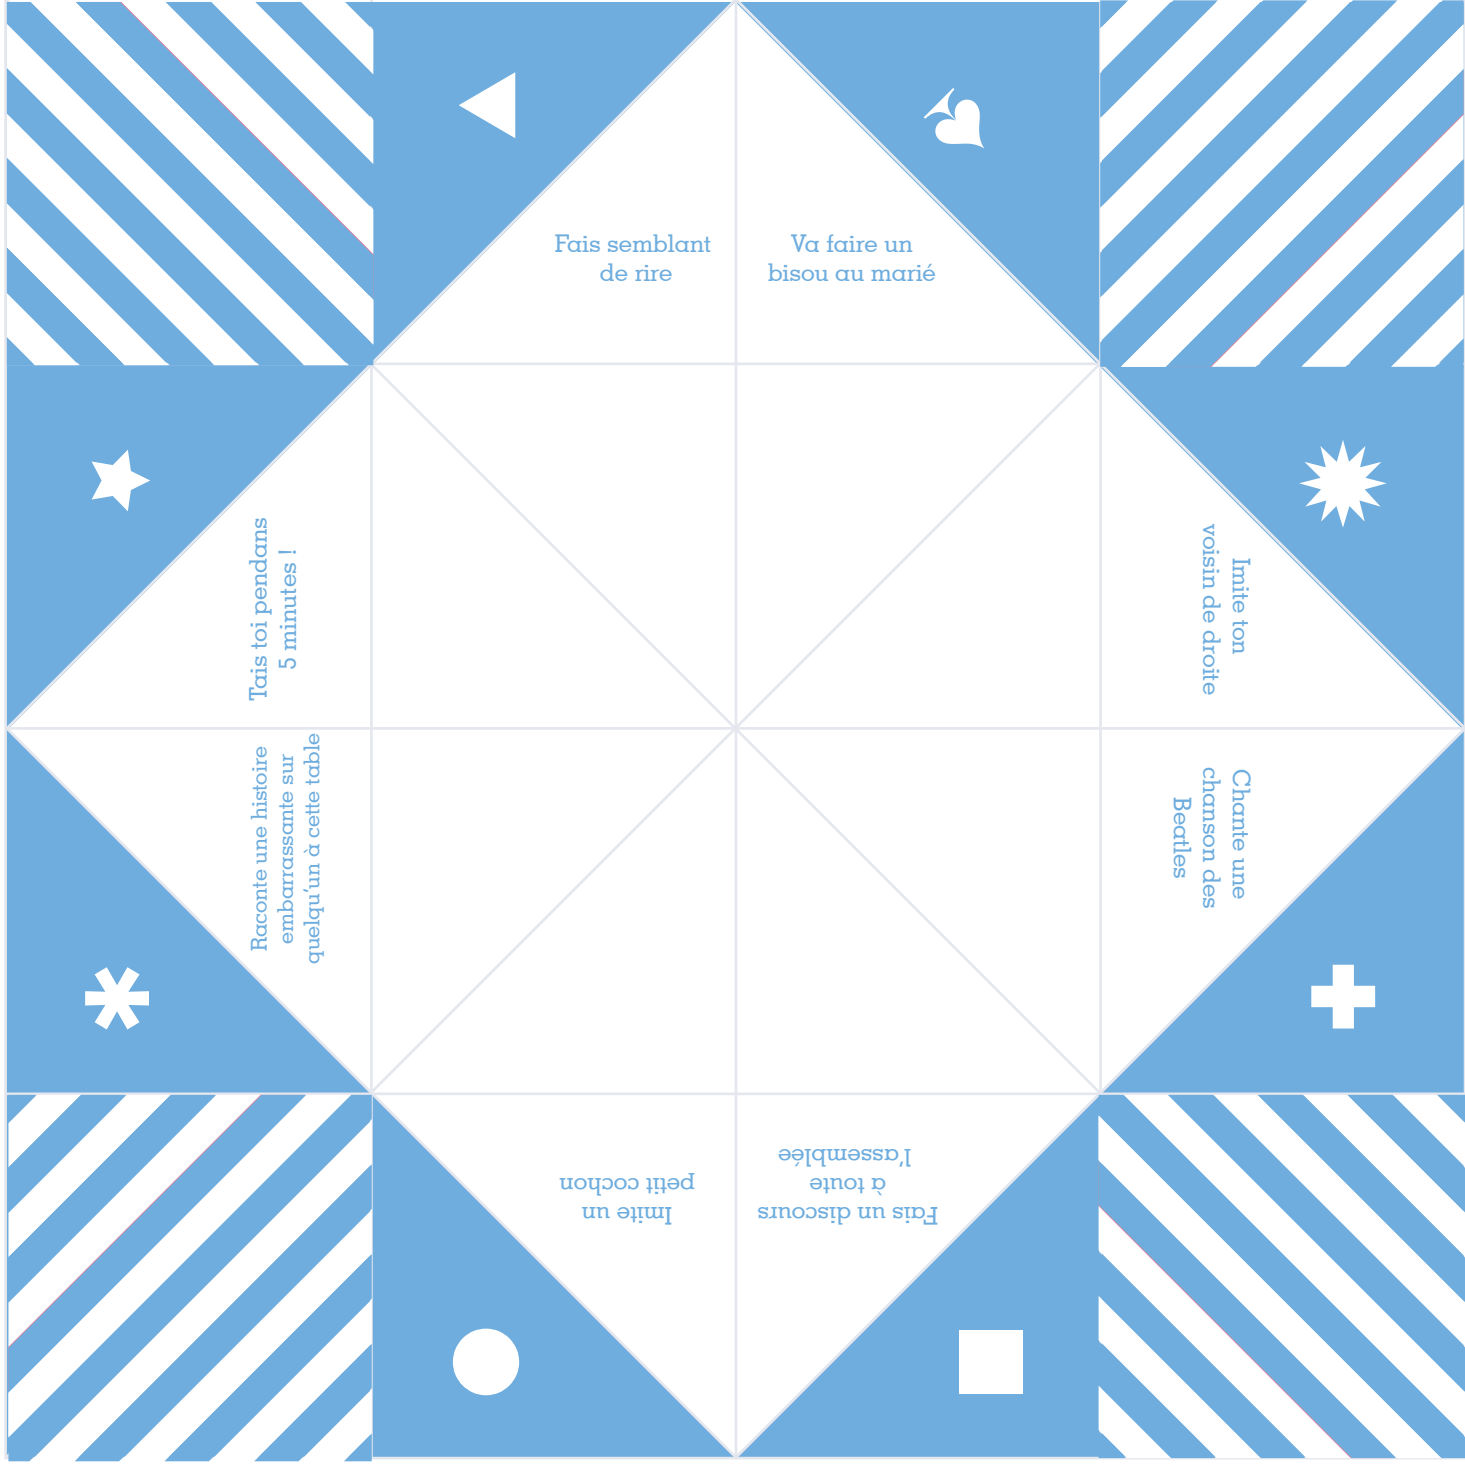 Fais semblant
de rire
Va faire un
bisou au marié
Tais toi pendans
5 minutes !
Imite ton
voisin de droite
Raconte une histoire
embarrassante sur
quelqu'un à cette table
Chante une
chanson des
Beatles
Imite un
petit cochon
Fais un discours
à toute
l'assemblée